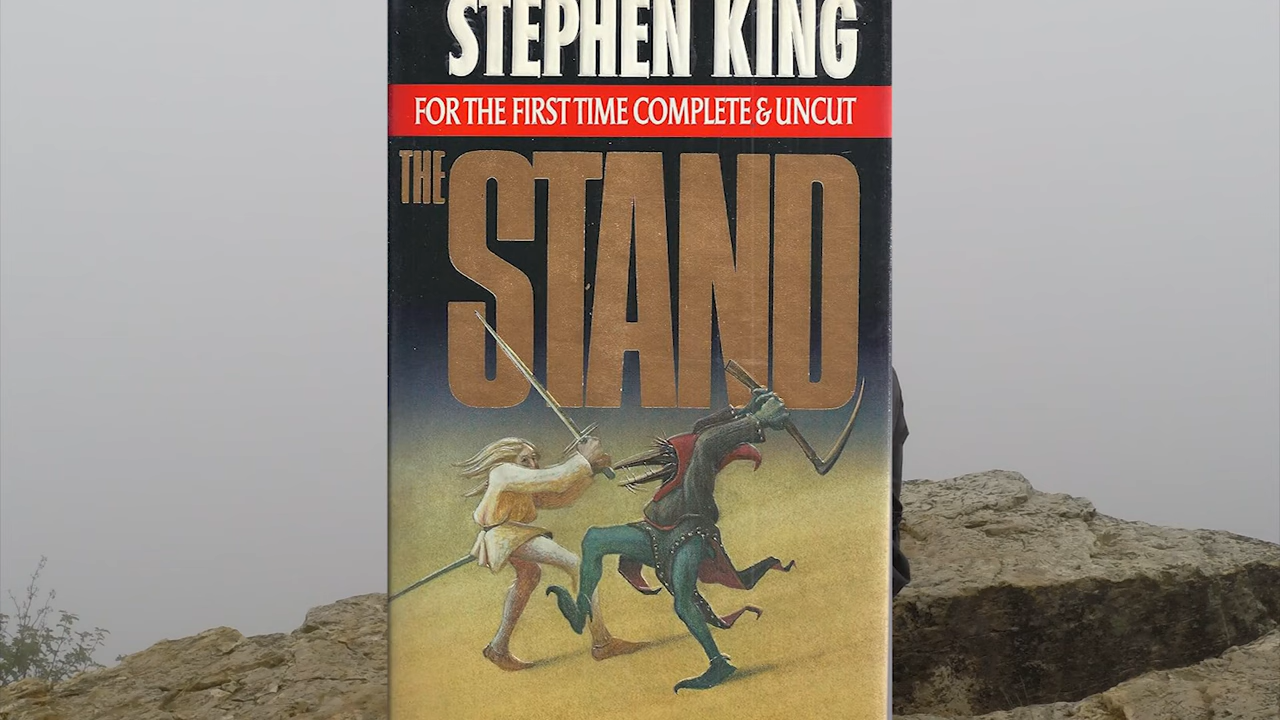 STEPHEN KING
FOR THE FIRST TIME COMPLETE & UNCUT
THE STAND